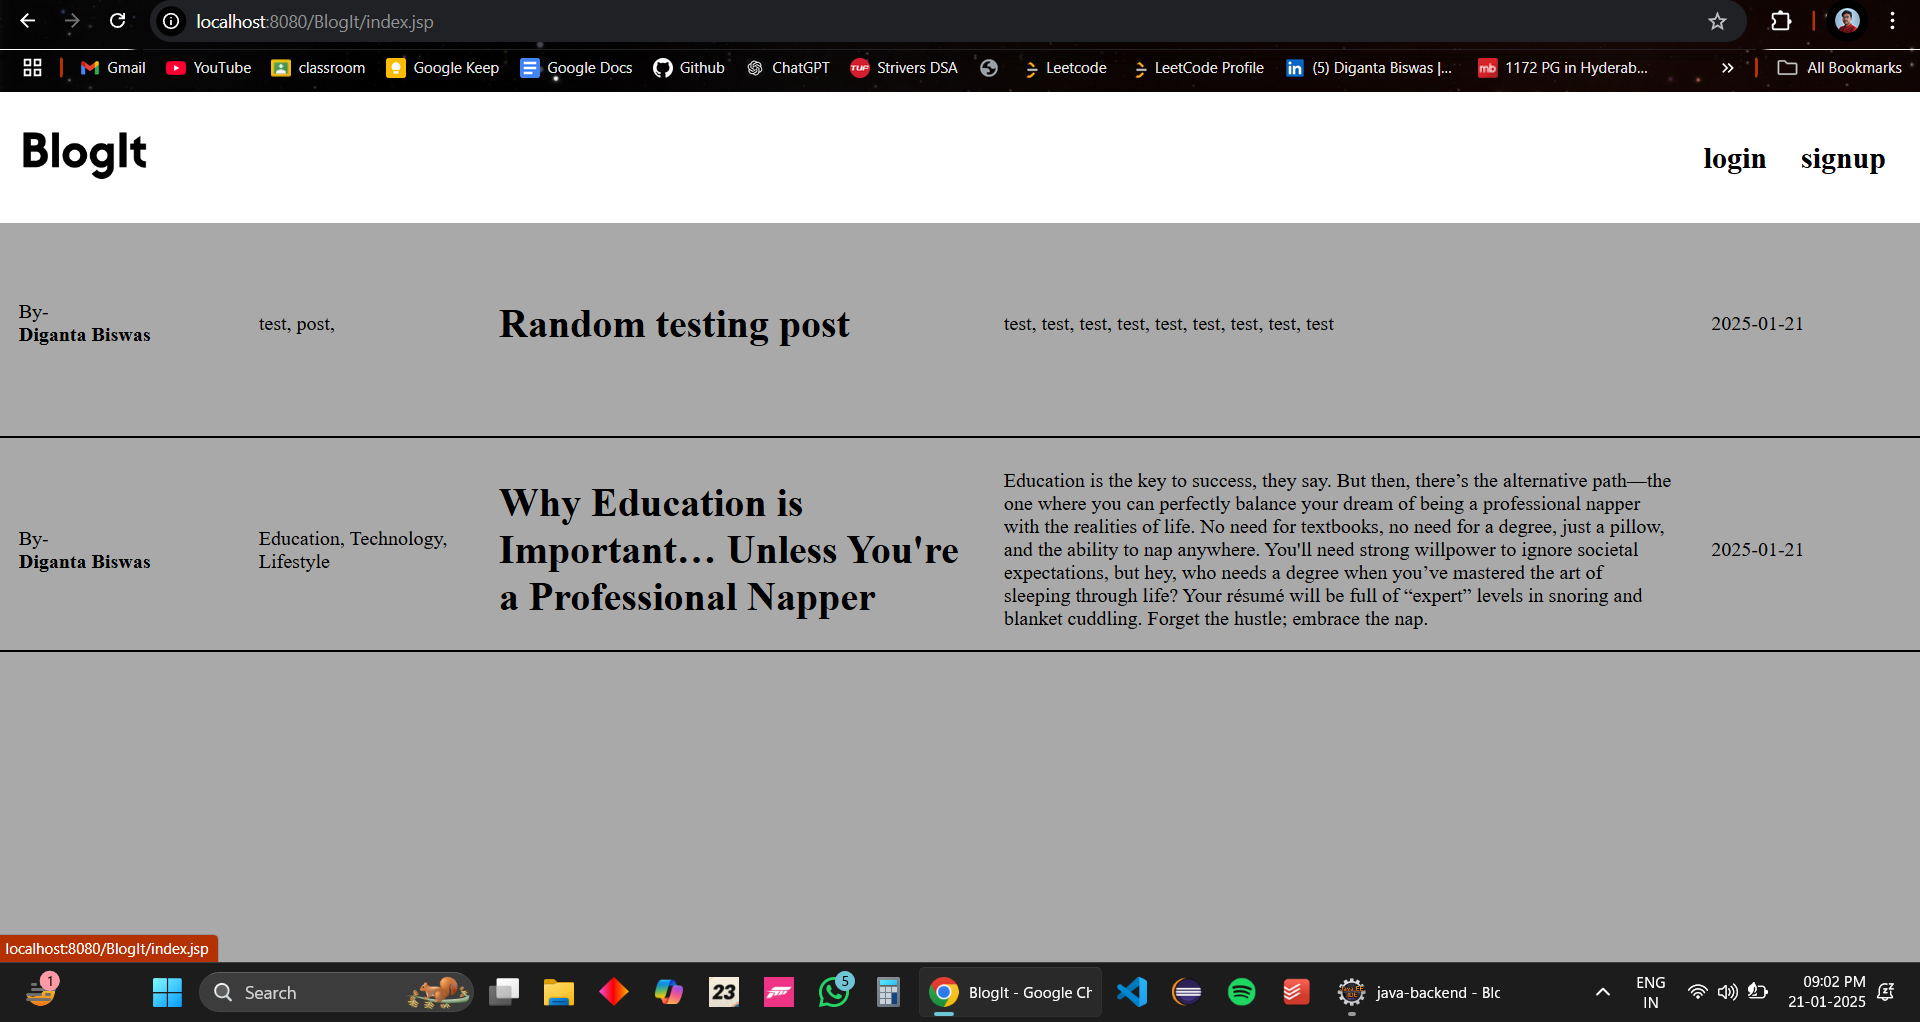 localhost:8080/BlogIt/index.jsp
Gmail
YouTube
classroom
Google Keep
Google Docs
Github
ChatGPT
TUF
Strivers DSA
Leetcode
LeetCode Profile
in
(5) Diganta Biswas |...
mb
1172 PG in Hyderab...
All Bookmarks
BlogIt
login
signup
By-
Diganta Biswas
test, post,
Random testing post
test, test, test, test, test, test, test, test, test
2025-01-21
By-
Diganta Biswas
Education, Technology,
Lifestyle
Why Education is
Important… Unless You're
a Professional Napper
Education is the key to success, they say. But then, there’s the alternative path—the
one where you can perfectly balance your dream of being a professional napper
with the realities of life. No need for textbooks, no need for a degree, just a pillow,
and the ability to nap anywhere. You'll need strong willpower to ignore societal
expectations, but hey, who needs a degree when you’ve mastered the art of
sleeping through life? Your résumé will be full of “expert” levels in snoring and
blanket cuddling. Forget the hustle; embrace the nap.
2025-01-21
localhost:8080/BlogIt/index.jsp
1
Search
23
5
BlogIt - Google Ch
java-backend - Blo
ENG
IN
09:02 PM
21-01-2025